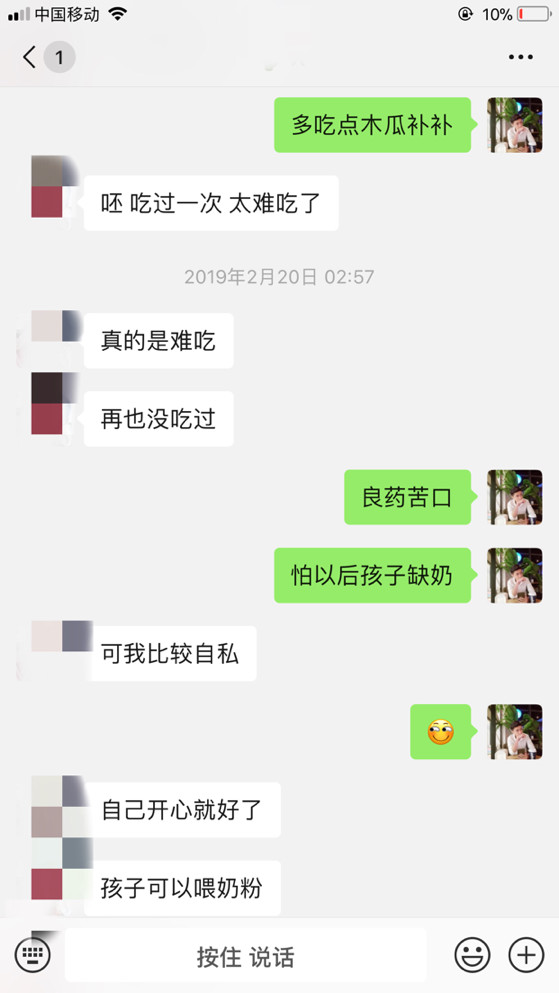 中国移动
10%
1
多吃点木瓜补补
呸 吃过一次 太难吃了
2019年2月20日 02:57
真的是难吃
再也没吃过
良药苦口
怕以后孩子缺奶
可我比较自私
自己开心就好了
孩子可以喂奶粉
按住 说话